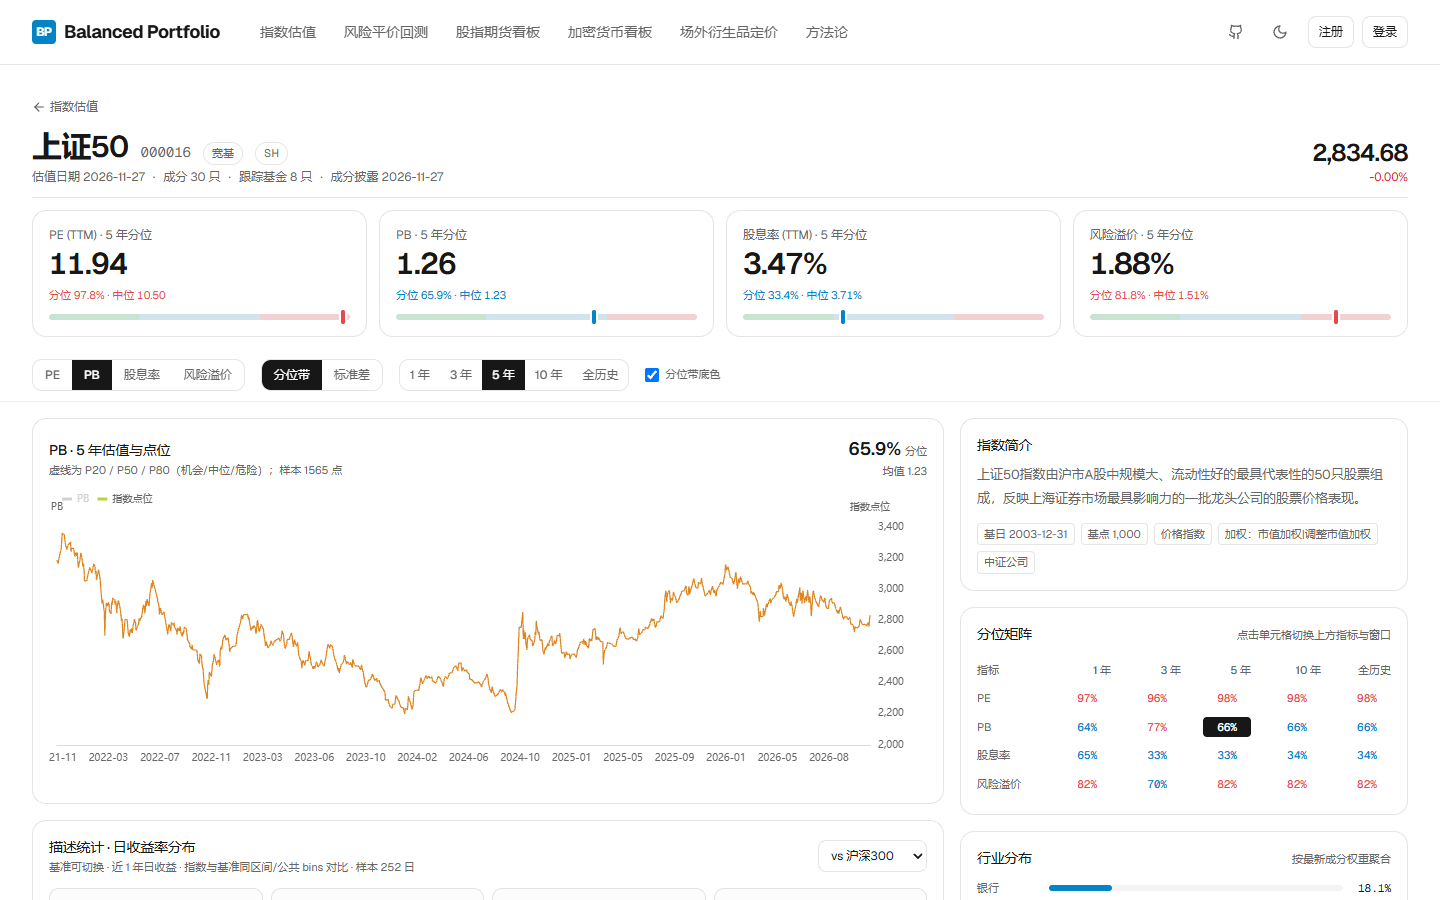 BP Balanced Portfolio 指数估值 风险平价回测 股指期货看板 加密货币看板 场外衍生品定价 方法论 注册 登录
← 指数估值
上证50 000016 宽基 SH
2,834.68
估值日期 2026-11-27 · 成分 30 只 · 跟踪基金 8 只 · 成分披露 2026-11-27
-0.00%
PE (TTM) · 5 年分位
11.94
分位 97.8% · 中位 10.50
PB · 5 年分位
1.26
分位 65.9% · 中位 1.23
股息率 (TTM) · 5 年分位
3.47%
分位 33.4% · 中位 3.71%
风险溢价 · 5 年分位
1.88%
分位 81.8% · 中位 1.51%
PE PB 股息率 风险溢价 分位带 标准差 1 年 3 年 5 年 10 年 全历史 分位带底色
PB · 5 年估值与点位
65.9% 分位
虚线为 P20 / P50 / P80（机会/中位/危险）；样本 1565 点
均值 1.23
PB 指数点位
PB
指数点位
3,400
3,200
3,000
2,800
2,600
2,400
2,200
2,000
21-11 2022-03 2022-07 2022-11 2023-03 2023-06 2023-10 2024-02 2024-06 2024-10 2025-01 2025-05 2025-09 2026-01 2026-05 2026-08
描述统计 · 日收益率分布
基准可切换 · 近 1 年日收益 · 指数与基准同区间/公共 bins 对比 · 样本 252 日
vs 沪深300
指数简介
上证50指数由沪市A股中规模大、流动性好的最具代表性的50只股票组
成，反映上海证券市场最具影响力的一批龙头公司的股票价格表现。
基日 2003-12-31 基点 1,000 价格指数 加权：市值加权|调整市值加权
中证公司
分位矩阵 点击单元格切换上方指标与窗口
指标 1 年 3 年 5 年 10 年 全历史
PE 97% 96% 98% 98% 98%
PB 64% 77% 66% 66% 66%
股息率 65% 33% 33% 34% 34%
风险溢价 82% 70% 82% 82% 82%
行业分布 按最新成分权重聚合
银行 18.1%